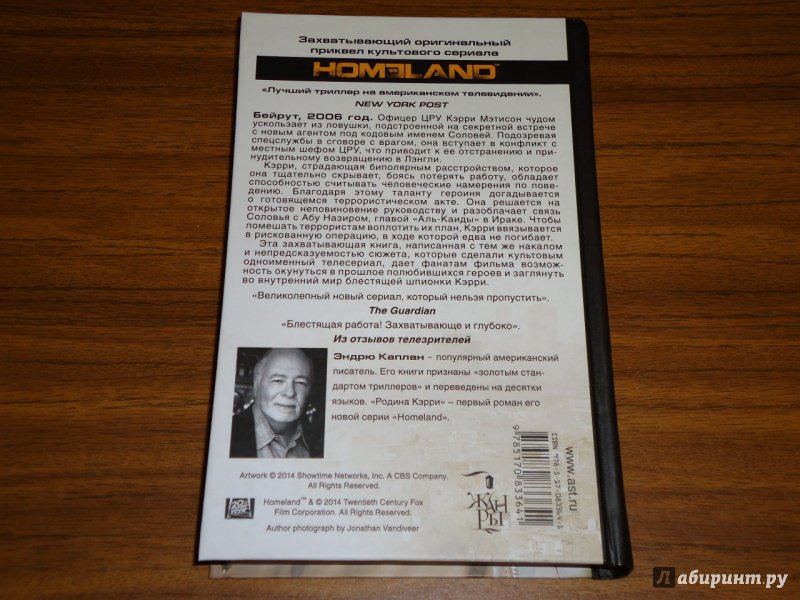 Захватывающий оригинальный
приквел культового сериала
HOMELAND™
«Лучший триллер на американском телевидении».
NEW YORK POST
Бейрут, 2006 год. Офицер ЦРУ Кэрри Мэтисон чудом
ускользает из ловушки, подстроенной на секретной встрече
с новым агентом под кодовым именем Соловей. Подозревая
спецслужбы в сговоре с врагом, она вступает в конфликт с
местным шефом ЦРУ, что приводит к ее отстранению и при-
нудительному возвращению в Лэнгли.
Кэрри, страдающая биполярным расстройством, которое
она тщательно скрывает, боясь потерять работу, обладает
способностью считывать человеческие намерения по пове-
дению. Благодаря этому таланту героиня догадывается
о готовящемся террористическом акте. Она решается на
открытое неповиновение руководству и разоблачает связь
Соловья с Абу Назиром, главой «Аль-Каиды» в Ираке. Чтобы
помешать террористам воплотить их план, Кэрри ввязывается
в рискованную операцию, в ходе которой едва не погибает.
Эта захватывающая книга, написанная с тем же накалом
и непредсказуемостью сюжета, которые сделали культовым
одноименный телесериал, дает фанатам фильма возмож-
ность окунуться в прошлое полюбившихся героев и заглянуть
во внутренний мир блестящей шпионки Кэрри.
«Великолепный новый сериал, который нельзя пропустить».
The Guardian
«Блестящая работа! Захватывающе и глубоко».
Из отзывов телезрителей
Эндрю Каплан – популярный американский
писатель. Его книги признаны «золотым стан-
дартом триллеров» и переведены на десятки
языков. «Родина Кэрри» – первый роман его
новой серии «Homeland».
Artwork © 2014 Showtime Networks, Inc. A CBS Company.
All Rights Reserved.
Homeland™ & © 2014 Twentieth Century Fox
Film Corporation. All Rights Reserved.
Author photograph by Jonathan Vandiveer
ЖАНРЫ
9785170833641
ISBN 978-5-17-083364-1
www.ast.ru
Лабиринт.ру